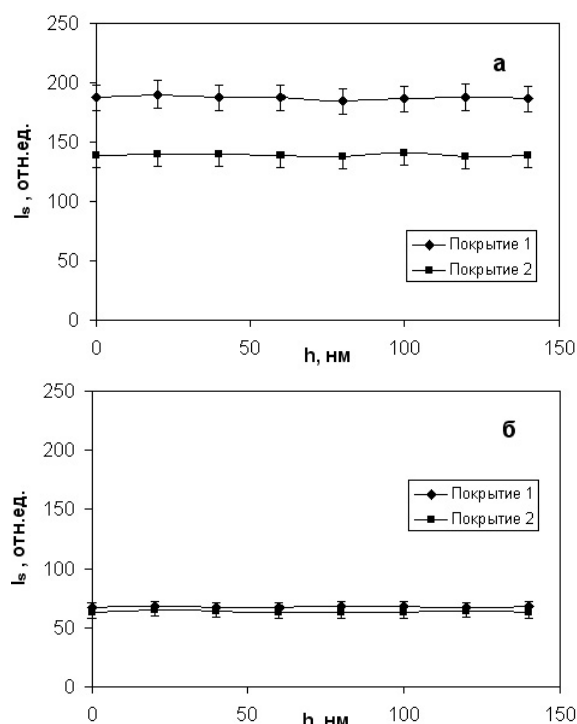 а
250
200
150
100
50
0
Iₛ, отн.ед.
Покрытие 1
Покрытие 2
0 50 100 150
h, нм
б
250
200
150
100
50
0
Iₛ, отн.ед.
Покрытие 1
Покрытие 2
0 50 100 150
h, нм